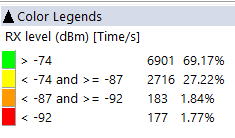 Color Legends
RX level (dBm) [Time/s]
> -74 6901 69.17%
< -74 and >= -87 2716 27.22%
< -87 and >= -92 183 1.84%
< -92 177 1.77%